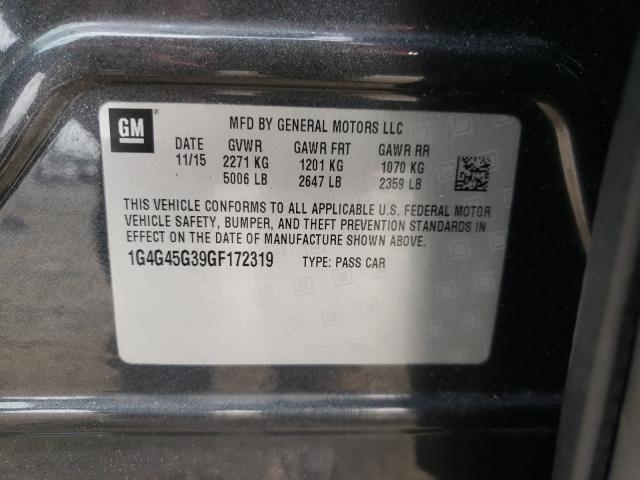 GM ®
MFD BY GENERAL MOTORS LLC
DATE GVWR GAWR FRT GAWR RR
11/15 2271 KG 1201 KG 1070 KG
5006 LB 2647 LB 2359 LB
THIS VEHICLE CONFORMS TO ALL APPLICABLE U.S. FEDERAL MOTOR
VEHICLE SAFETY, BUMPER, AND THEFT PREVENTION STANDARDS IN
EFFECT ON THE DATE OF MANUFACTURE SHOWN ABOVE.
1G4G45G39GF172319 TYPE: PASS CAR